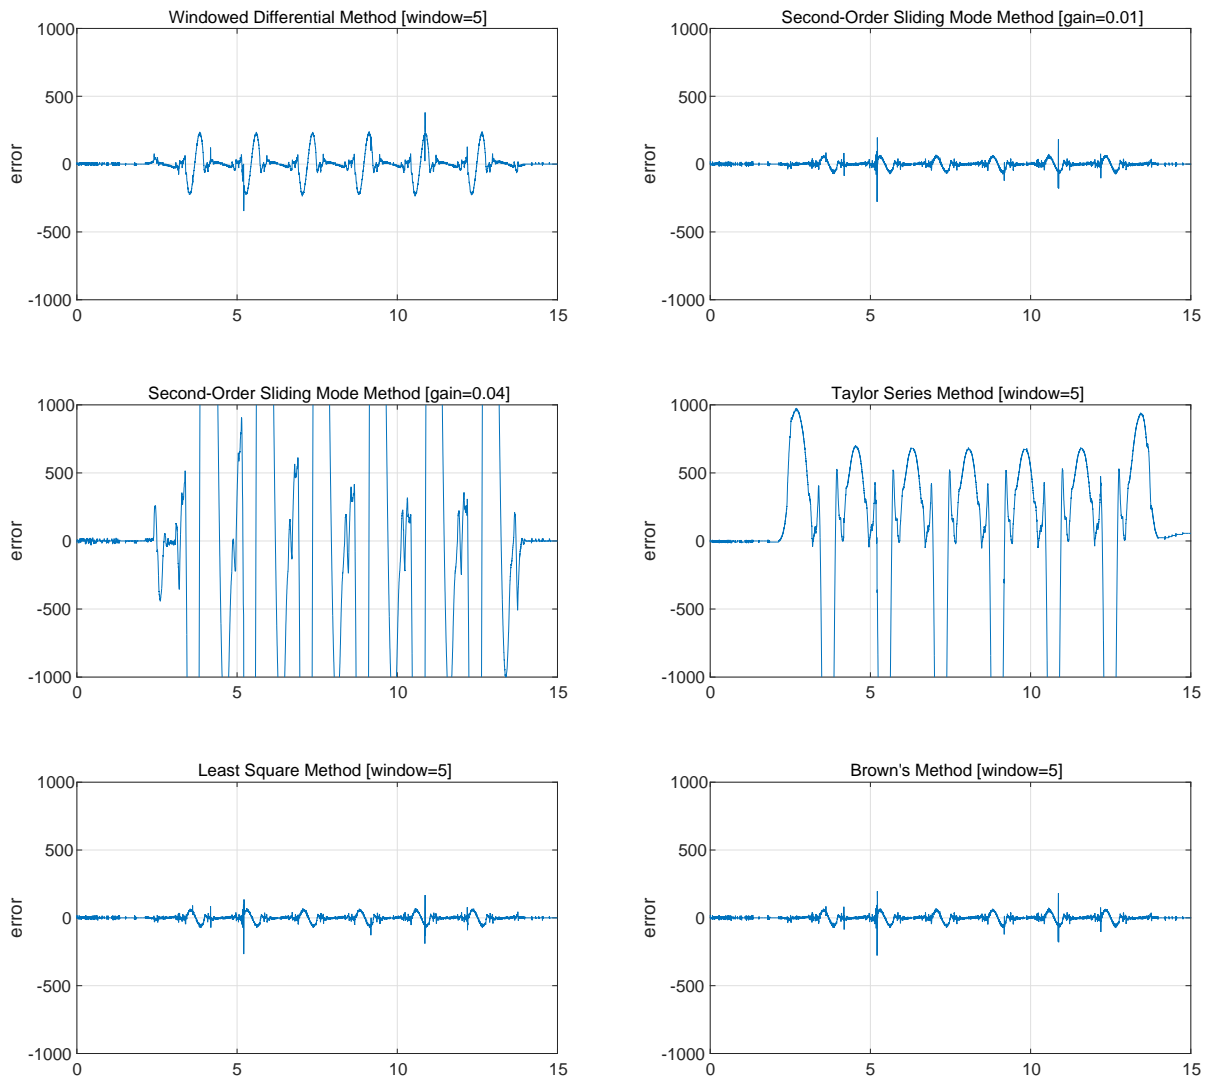 Windowed Differential Method [window=5]
1000
500
0
-500
-1000
error
0 5 10 15
Second-Order Sliding Mode Method [gain=0.01]
1000
500
0
-500
-1000
error
0 5 10 15
Second-Order Sliding Mode Method [gain=0.04]
1000
500
0
-500
-1000
error
0 5 10 15
Taylor Series Method [window=5]
1000
500
0
-500
-1000
error
0 5 10 15
Least Square Method [window=5]
1000
500
0
-500
-1000
error
0 5 10 15
Brown's Method [window=5]
1000
500
0
-500
-1000
error
0 5 10 15